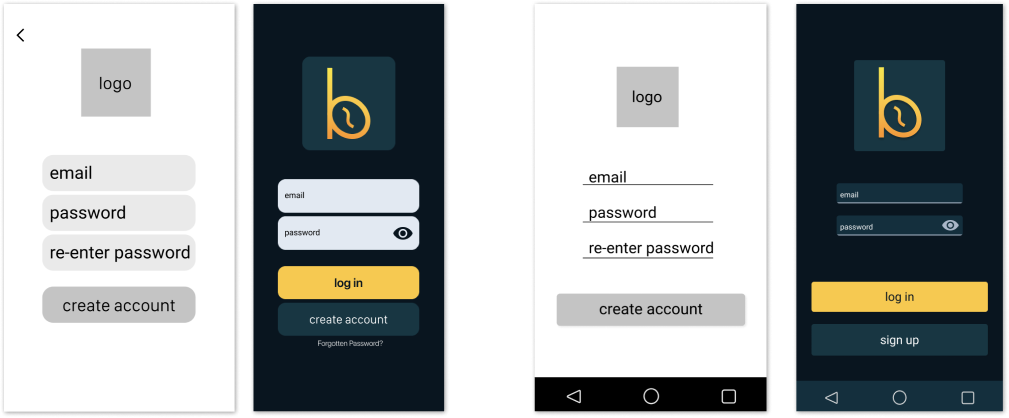 logo
email
password
re-enter password
create account
email
password
log in
create account
Forgotten Password?
logo
email
password
re-enter password
create account
email
password
log in
sign up